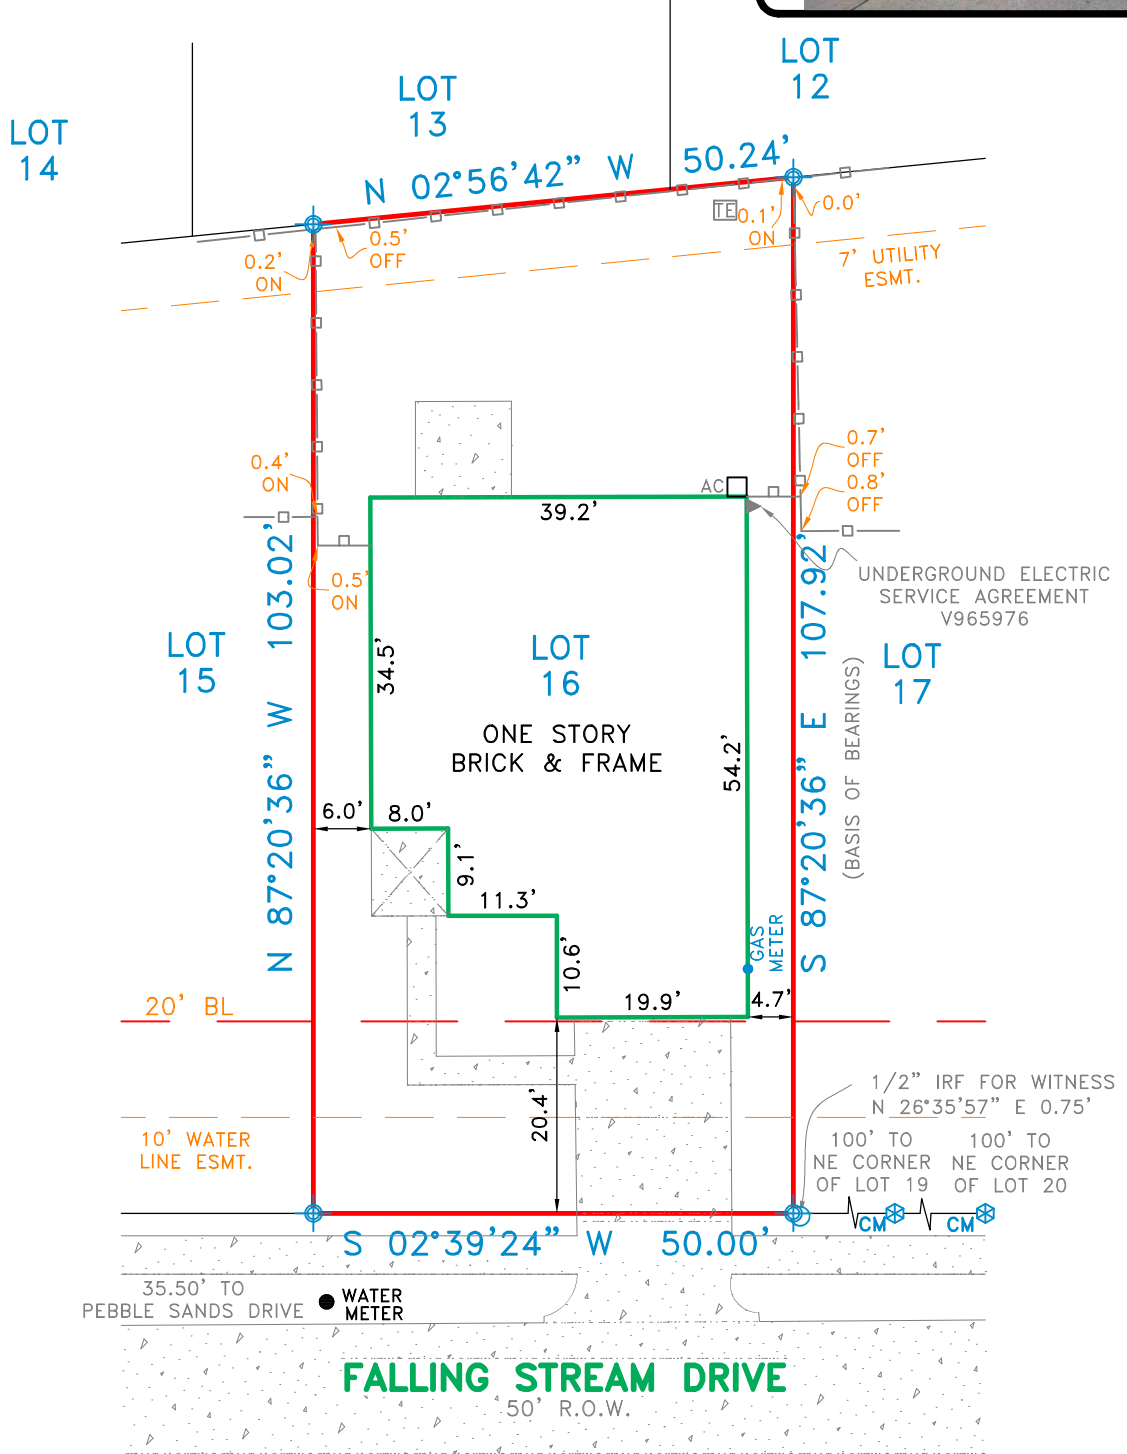 LOT
12
LOT
13
LOT
14
N 02°56'42" W 50.24'
TE
0.1'
ON
0.0'
0.5'
OFF
0.2'
ON
7' UTILITY
ESMT.
0.4'
ON
0.7'
OFF
0.8'
OFF
AC
39.2'
0.5'
ON
UNDERGROUND ELECTRIC
SERVICE AGREEMENT
V965976
N 87°20'36" W 103.02'
S 87°20'36" E 107.92'
(BASIS OF BEARINGS)
LOT
15
34.5'
LOT
16
LOT
17
ONE STORY
BRICK & FRAME
54.2'
6.0'
8.0'
9.1'
11.3'
10.6'
GAS
METER
19.9'
4.7'
20' BL
20.4'
1/2" IRF FOR WITNESS
N 26°35'57" E 0.75'
10' WATER
LINE ESMT.
100' TO
NE CORNER
OF LOT 19
100' TO
NE CORNER
OF LOT 20
CM
CM
S 02°39'24" W 50.00'
35.50' TO
PEBBLE SANDS DRIVE
WATER
METER
FALLING STREAM DRIVE
50' R.O.W.